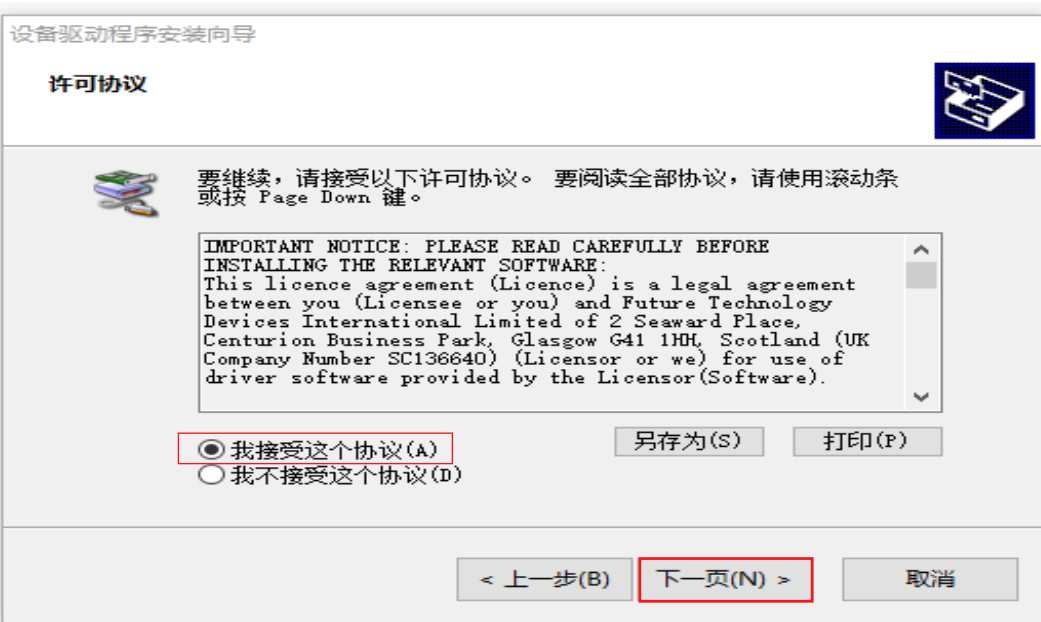 设备驱动程序安装向导
许可协议
要继续，请接受以下许可协议。 要阅读全部协议，请使用滚动条
或按 Page Down 键。
IMPORTANT NOTICE: PLEASE READ CAREFULLY BEFORE
INSTALLING THE RELEVANT SOFTWARE:
This licence agreement (Licence) is a legal agreement
between you (Licensee or you) and Future Technology
Devices International Limited of 2 Seaward Place,
Centurion Business Park, Glasgow G41 1HH, Scotland (UK
Company Number SC136640) (Licensor or we) for use of
driver software provided by the Licensor(Software).
我接受这个协议(A)
另存为(S)
打印(P)
我不接受这个协议(D)
< 上一步(B)
下一页(N) >
取消